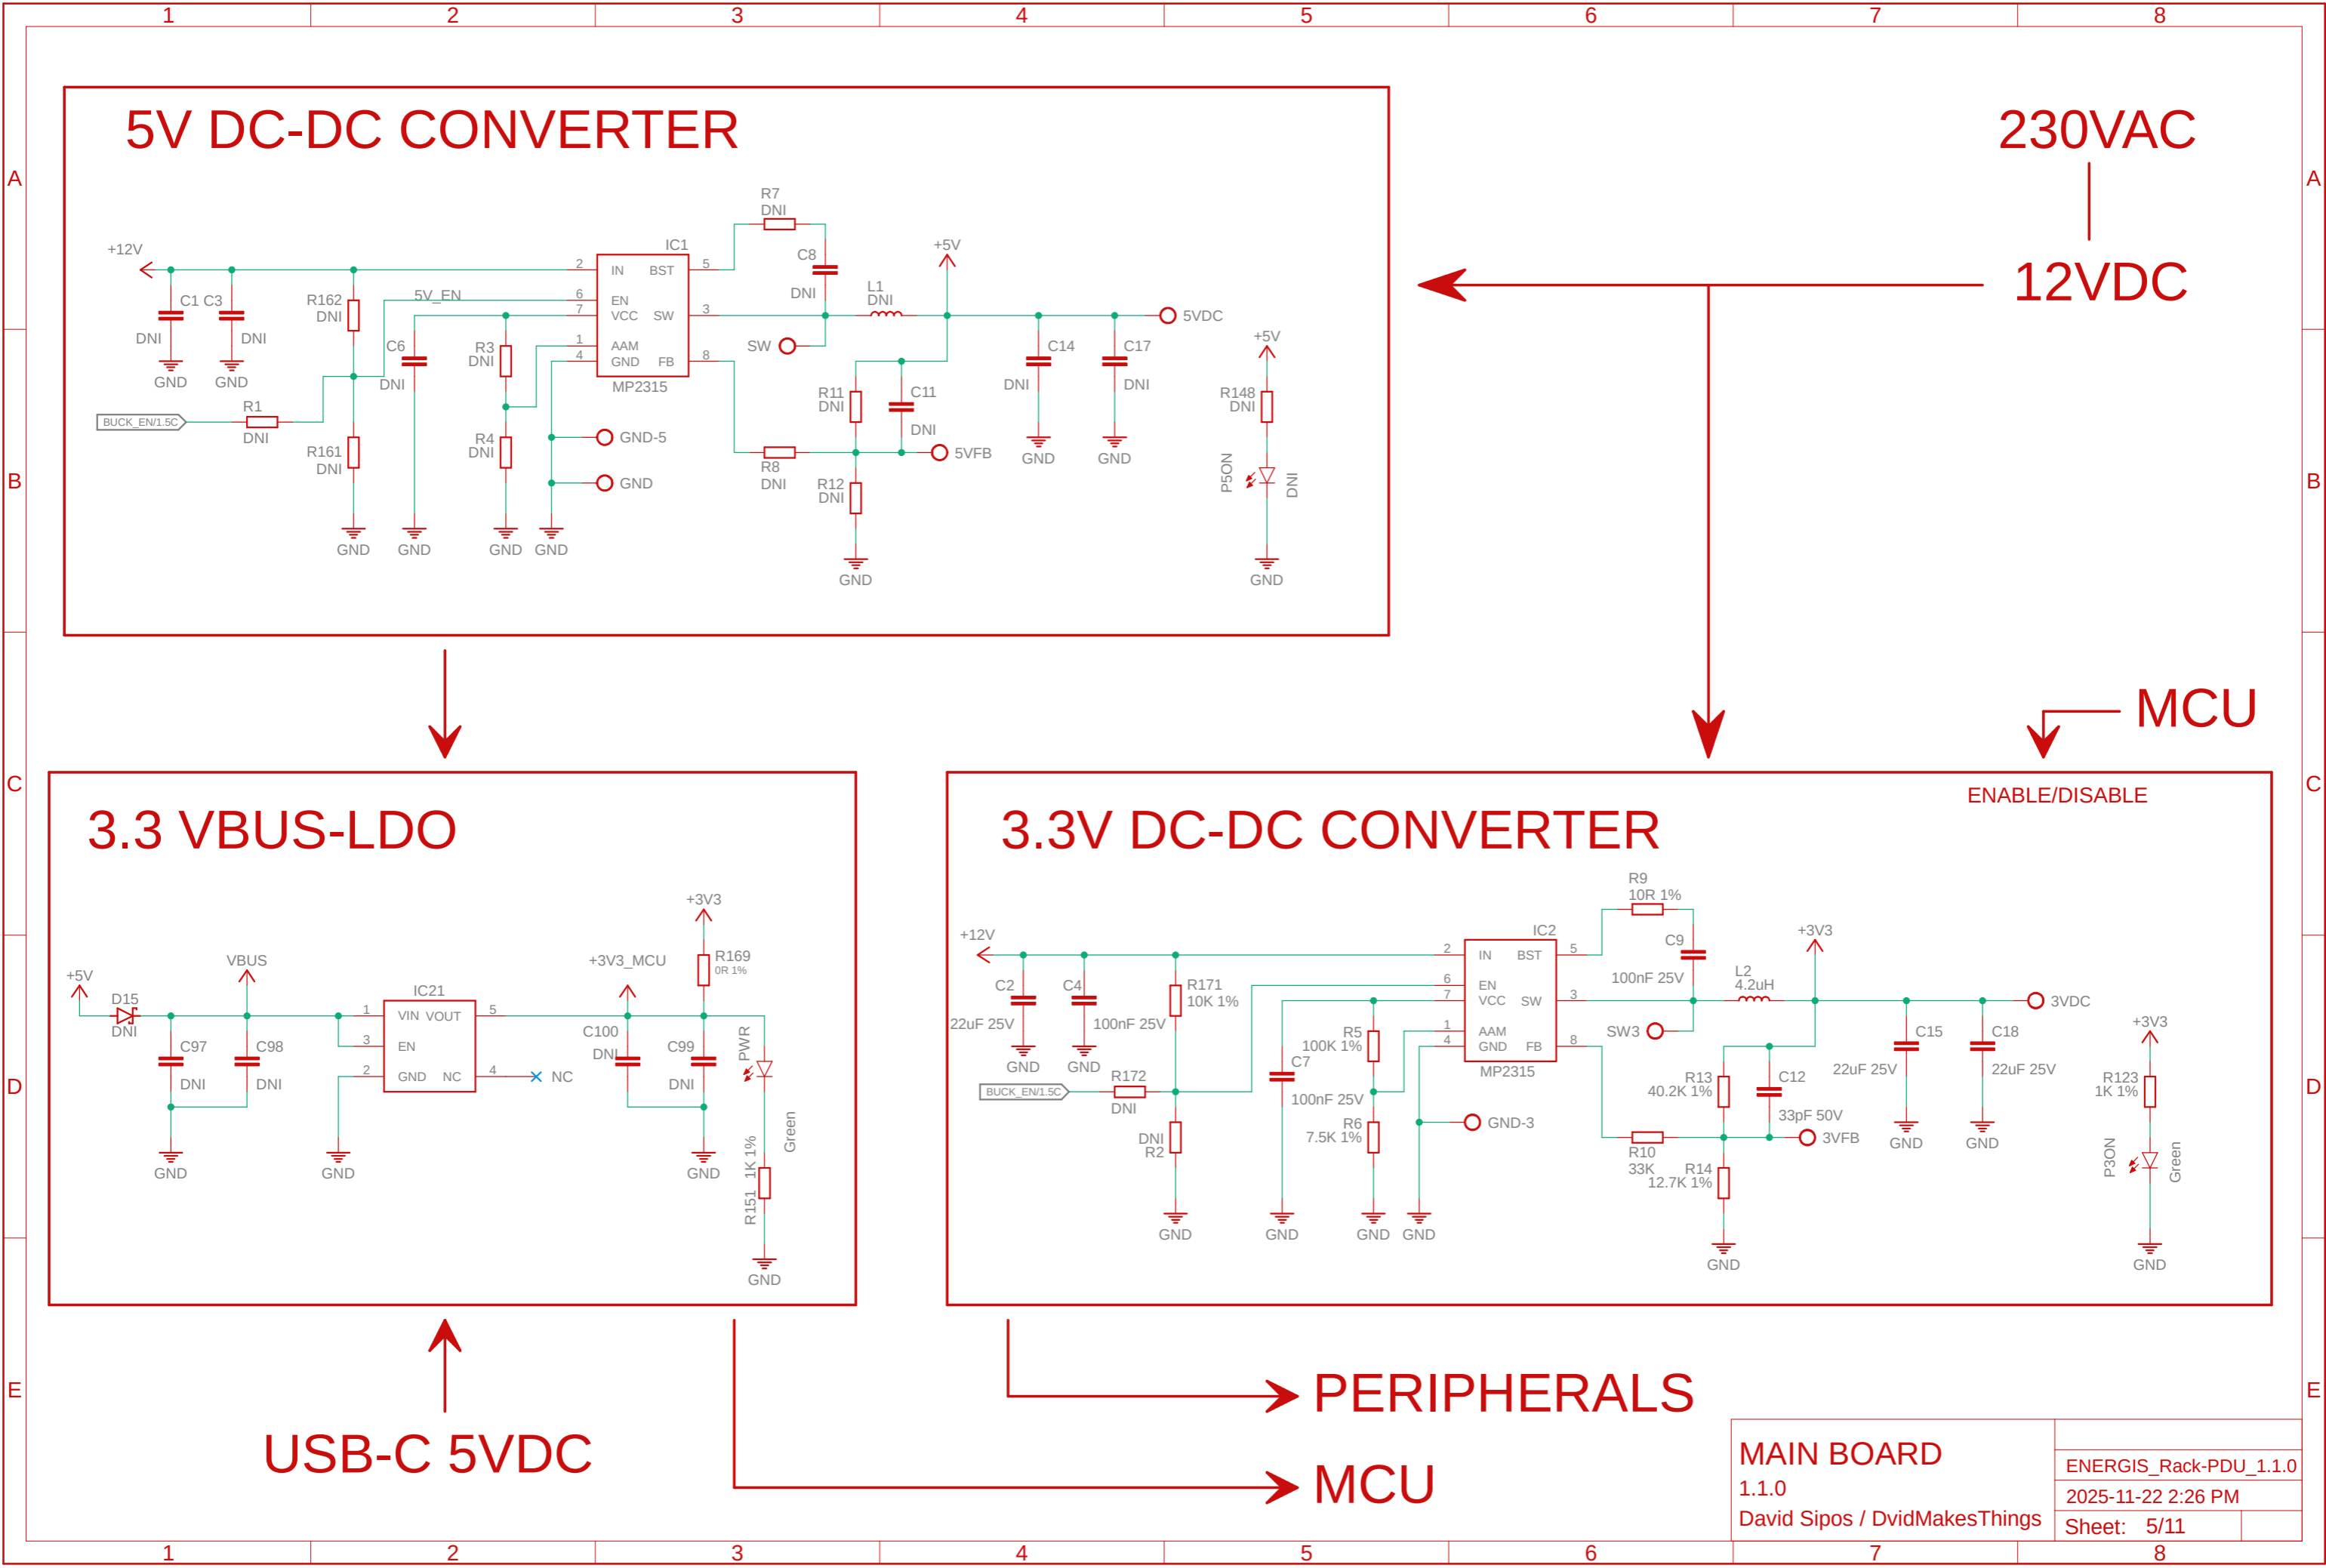 1 2 3 4 5 6 7 8
A A
B B
C C
D D
E E
5V DC-DC CONVERTER
230VAC
12VDC
+12V
C1 C3
DNI
DNI
GND
GND
R162
DNI
5V_EN
BUCK_EN/1.5C
R1
DNI
R161
DNI
GND
C6
DNI
GND
R3
DNI
R4
DNI
GND
GND
IC1
2 IN BST 5
6 EN
7 VCC SW 3
1 AAM
4 GND FB 8
MP2315
GND-5
GND
R7
DNI
C8
DNI
SW
L1
DNI
+5V
5VDC
R11
DNI
C11
DNI
5VFB
R8
DNI
R12
DNI
GND
C14
DNI
GND
C17
DNI
GND
+5V
R148
DNI
P5ON
DNI
GND
MCU
3.3 VBUS-LDO
+5V
D15
DNI
VBUS
C97
DNI
C98
DNI
GND
IC21
1 VIN VOUT 5
3 EN
2 GND NC 4
NC
GND
+3V3_MCU
C100
DNI
C99
DNI
GND
+3V3
R169
0R 1%
PWR
Green
R151 1K 1%
GND
ENABLE/DISABLE
3.3V DC-DC CONVERTER
+12V
C2
22uF 25V
GND
C4
100nF 25V
GND
R171
10K 1%
BUCK_EN/1.5C
R172
DNI
DNI
R2
GND
C7
100nF 25V
GND
R5
100K 1%
R6
7.5K 1%
GND
GND
IC2
2 IN BST 5
6 EN
7 VCC SW 3
1 AAM
4 GND FB 8
MP2315
GND-3
R9
10R 1%
C9
100nF 25V
SW3
L2
4.2uH
+3V3
3VDC
R13
40.2K 1%
C12
33pF 50V
3VFB
R10
33K
R14
12.7K 1%
GND
C15
22uF 25V
GND
C18
22uF 25V
GND
+3V3
R123
1K 1%
P3ON
Green
GND
USB-C 5VDC
PERIPHERALS
MCU
MAIN BOARD
1.1.0
David Sipos / DvidMakesThings
ENERGIS_Rack-PDU_1.1.0
2025-11-22 2:26 PM
Sheet: 5/11
1 2 3 4 5 6 7 8